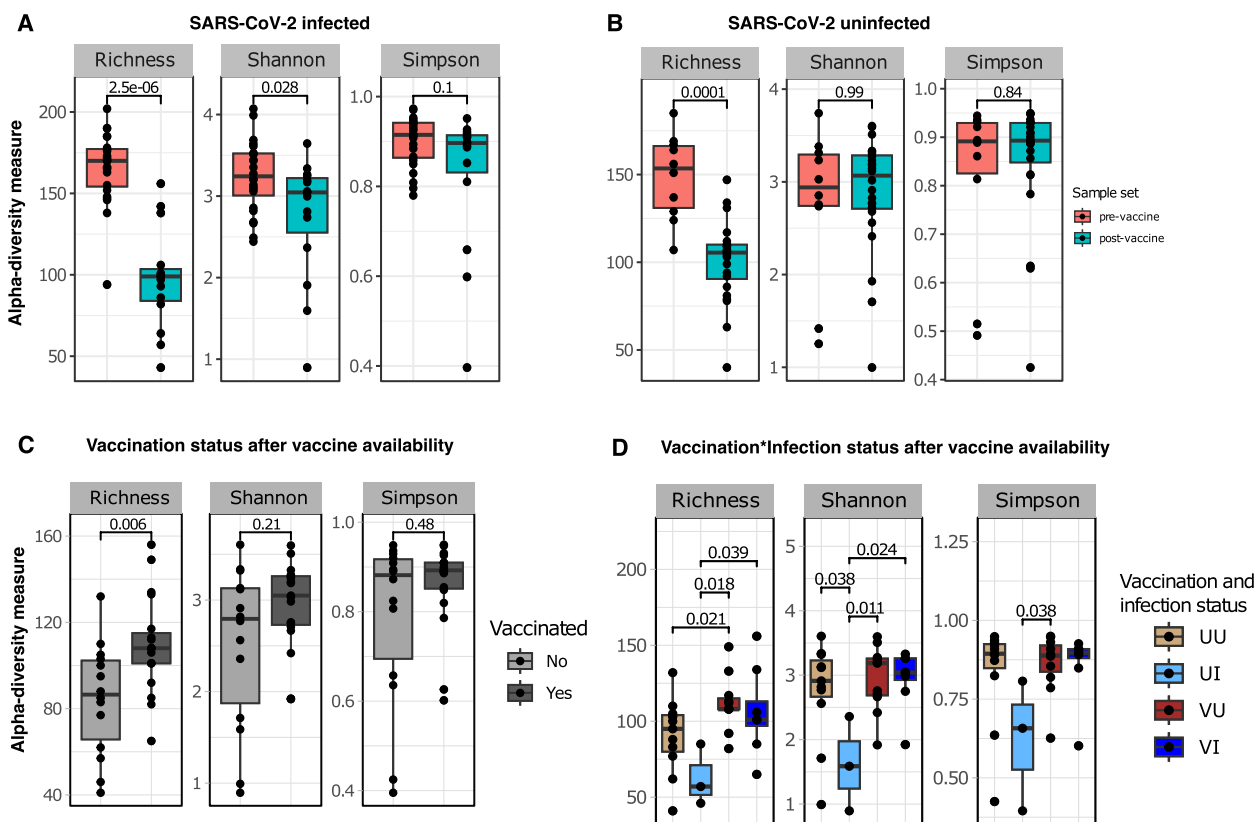 A
SARS-CoV-2 infected
Richness
Shannon
Simpson
2.5e-06
0.028
0.1
200
150
100
50
4
3
2
1
1.0
0.8
0.6
0.4
Alpha-diversity measure
B
SARS-CoV-2 uninfected
Richness
Shannon
Simpson
0.0001
0.99
0.84
150
100
50
4
3
2
1
1.0
0.9
0.8
0.7
0.6
0.5
0.4
Sample set
pre-vaccine
post-vaccine
C
Vaccination status after vaccine availability
Richness
Shannon
Simpson
0.006
0.21
0.48
160
120
80
40
3
2
1
1.0
0.8
0.6
0.4
Alpha-diversity measure
Vaccinated
No
Yes
D
Vaccination*Infection status after vaccine availability
Richness
Shannon
Simpson
0.039
0.018
0.021
0.024
0.038
0.011
0.038
200
150
100
50
5
4
3
2
1
1.25
1.00
0.75
0.50
Vaccination and
infection status
UU
UI
VU
VI